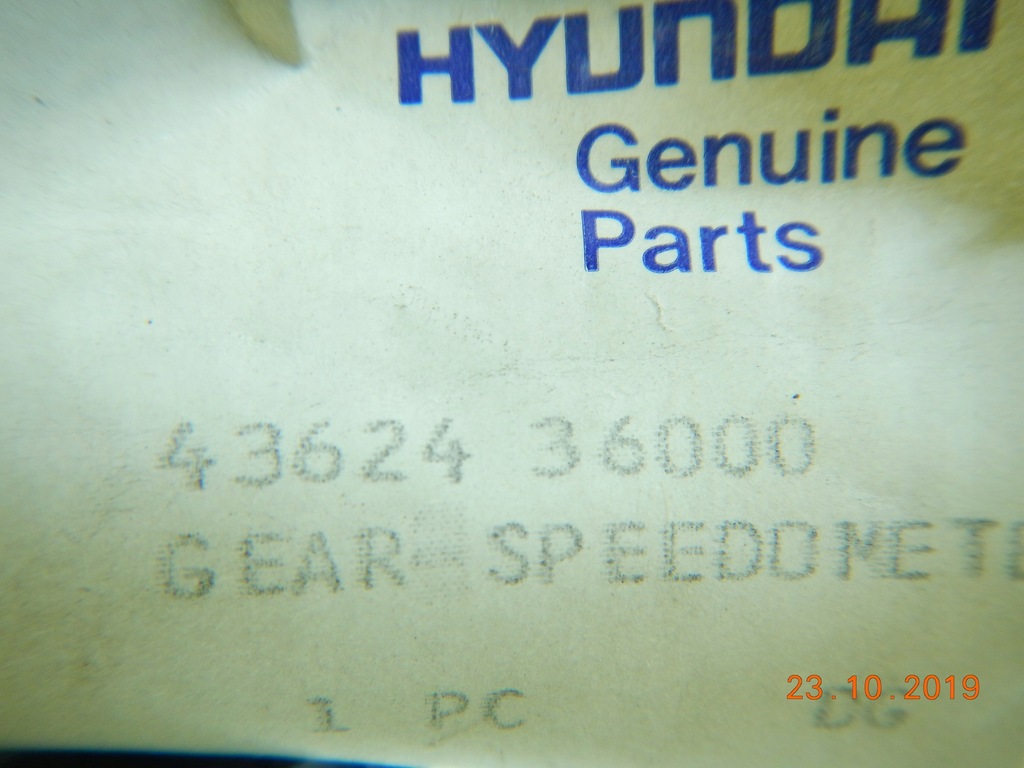 HYUNDAI
Genuine
Parts
43624 36000
GEAR-SPEEDOMET
1 PC
23.10.2019